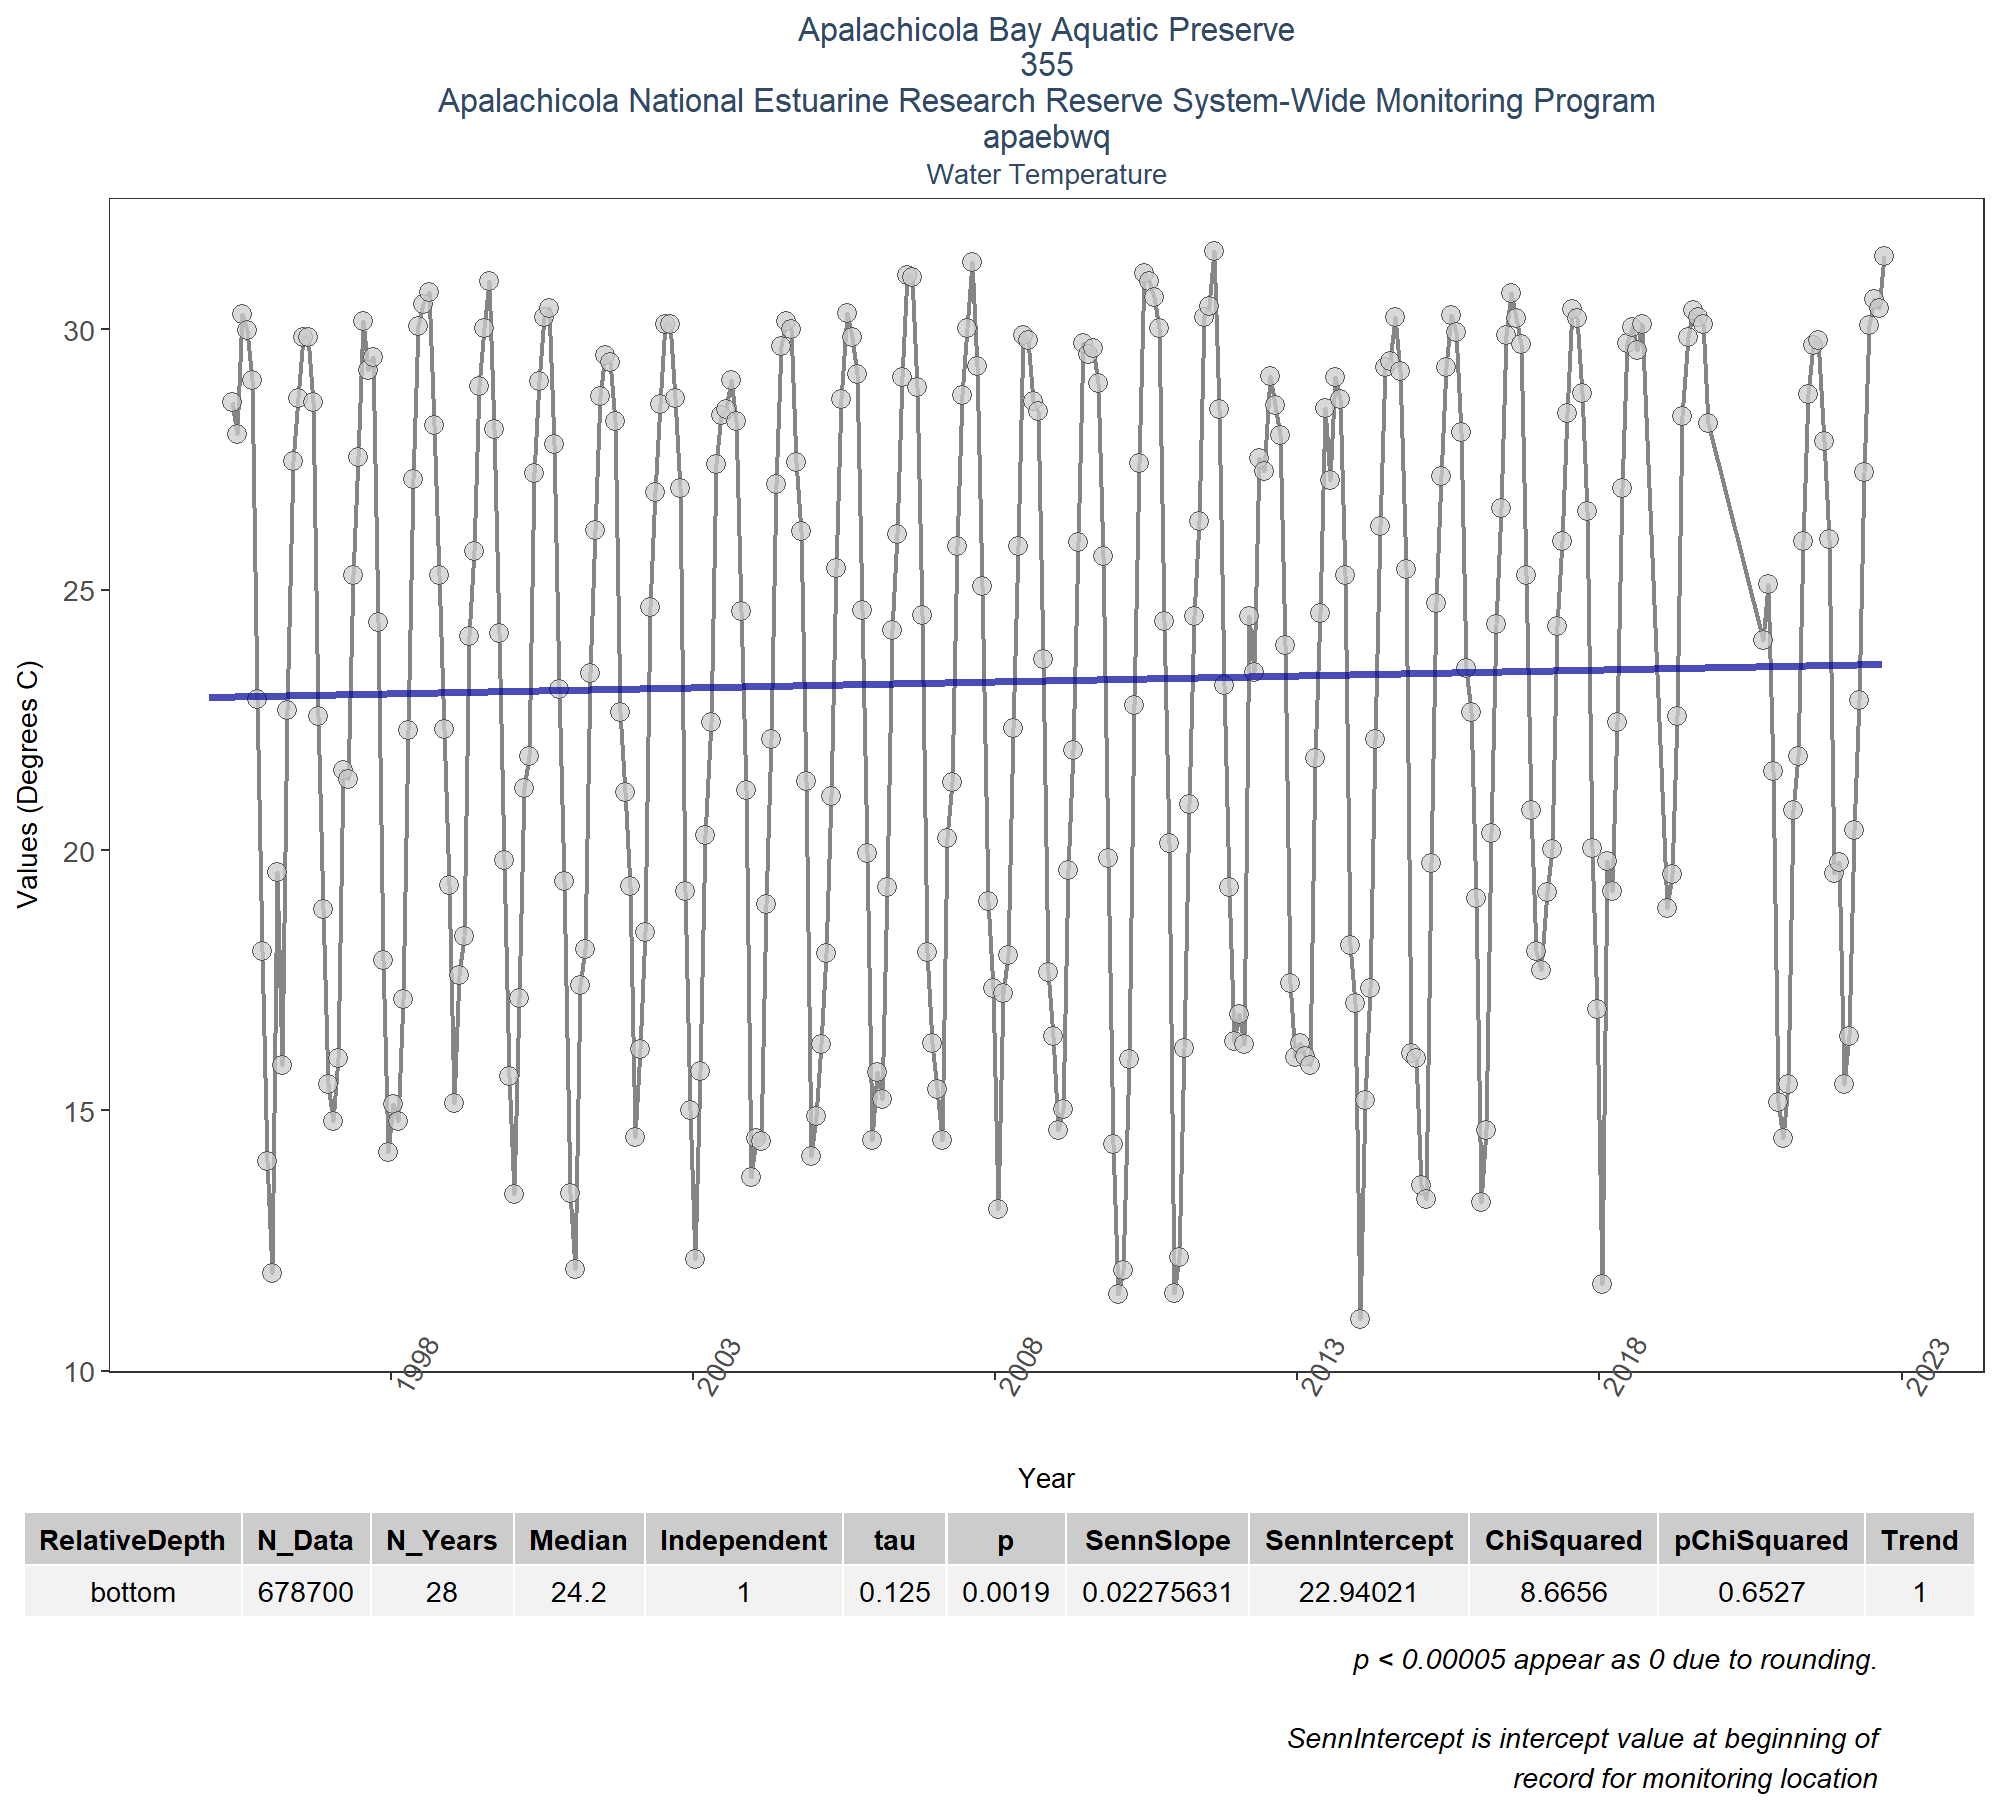 Apalachicola Bay Aquatic Preserve
355
Apalachicola National Estuarine Research Reserve System-Wide Monitoring Program
apaebwq
Water Temperature
Values (Degrees C)
30
25
20
15
10
1998
2003
2008
2013
2018
2023
Year
RelativeDepth N_Data N_Years Median Independent tau p SennSlope SennIntercept ChiSquared pChiSquared Trend
bottom 678700 28 24.2 1 0.125 0.0019 0.02275631 22.94021 8.6656 0.6527 1
p < 0.00005 appear as 0 due to rounding.
SennIntercept is intercept value at beginning of
record for monitoring location